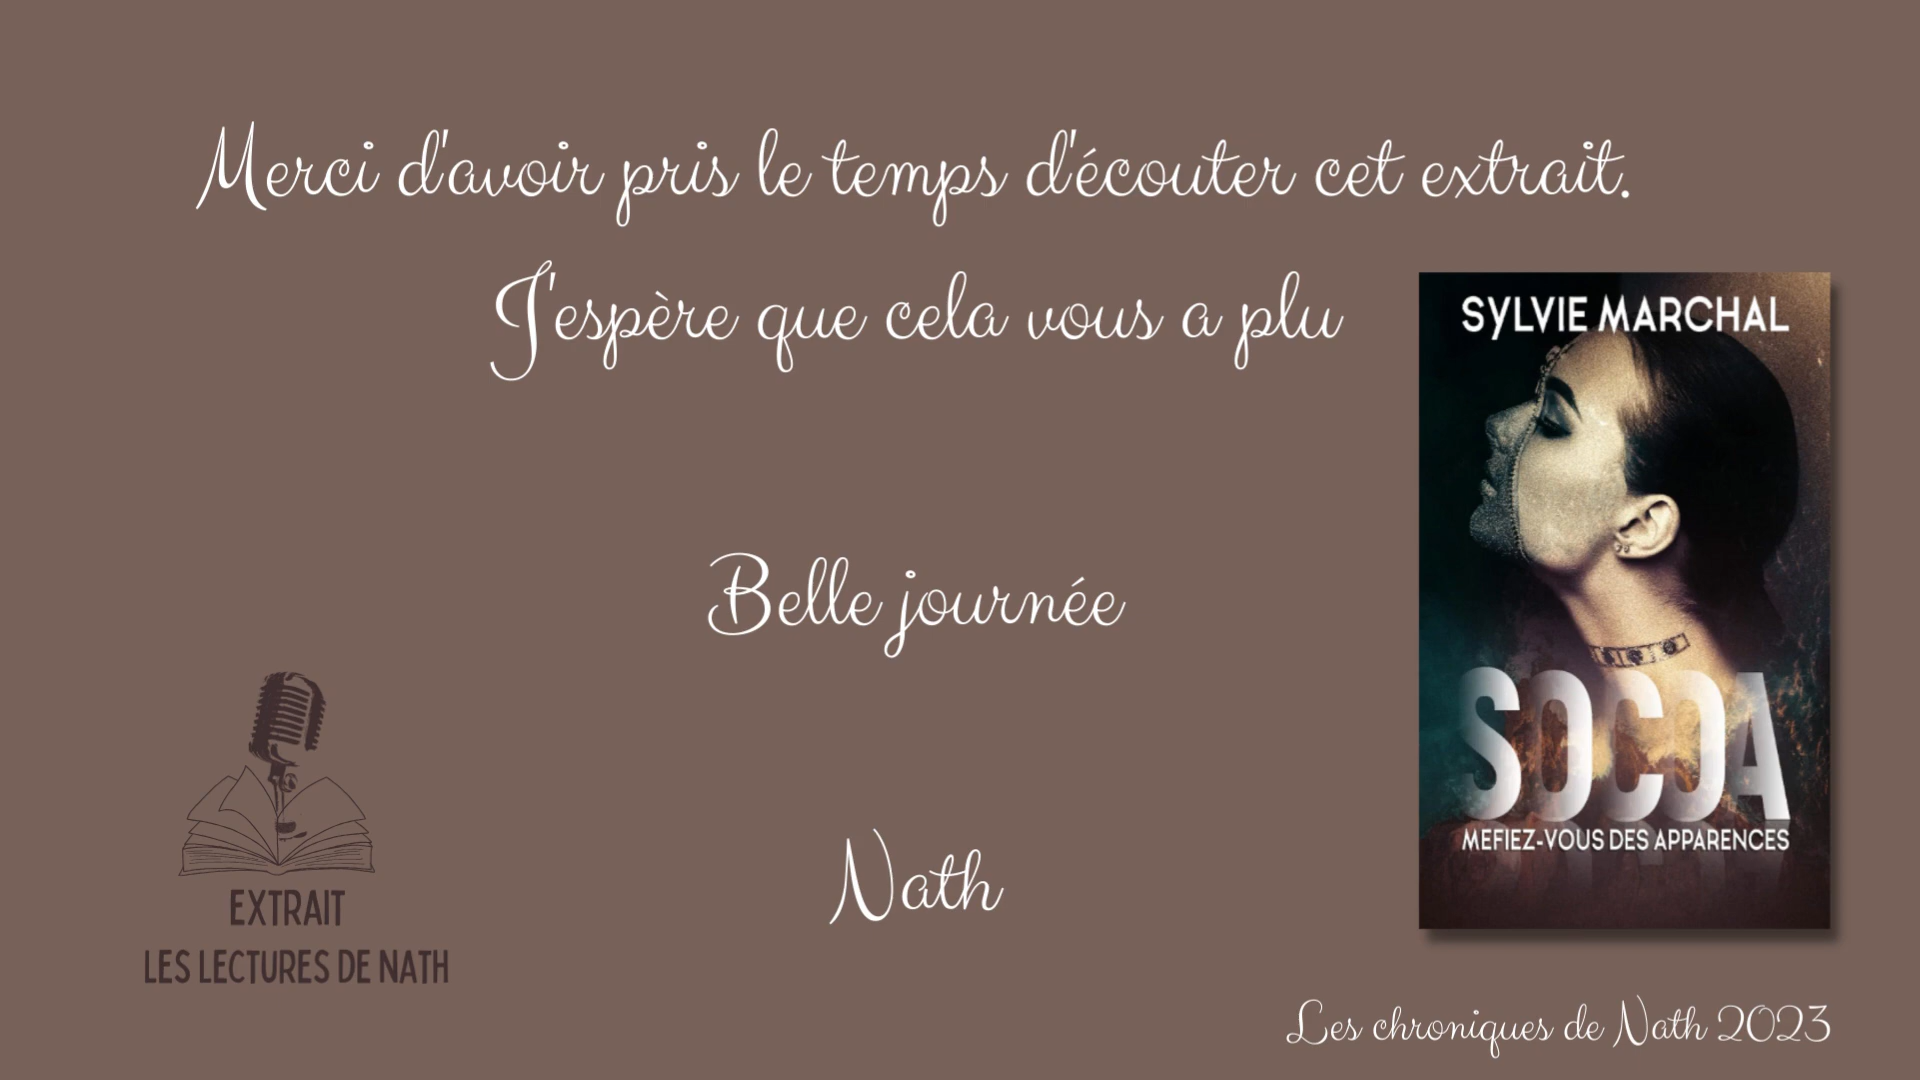 Merci d'avoir pris le temps d'écouter cet extrait.
J'espère que cela vous a plu
Belle journée
Nath
SYLVIE MARCHAL
SOCOA
MEFIEZ-VOUS DES APPARENCES
EXTRAIT
LES LECTURES DE NATH
Les chroniques de Nath 2023